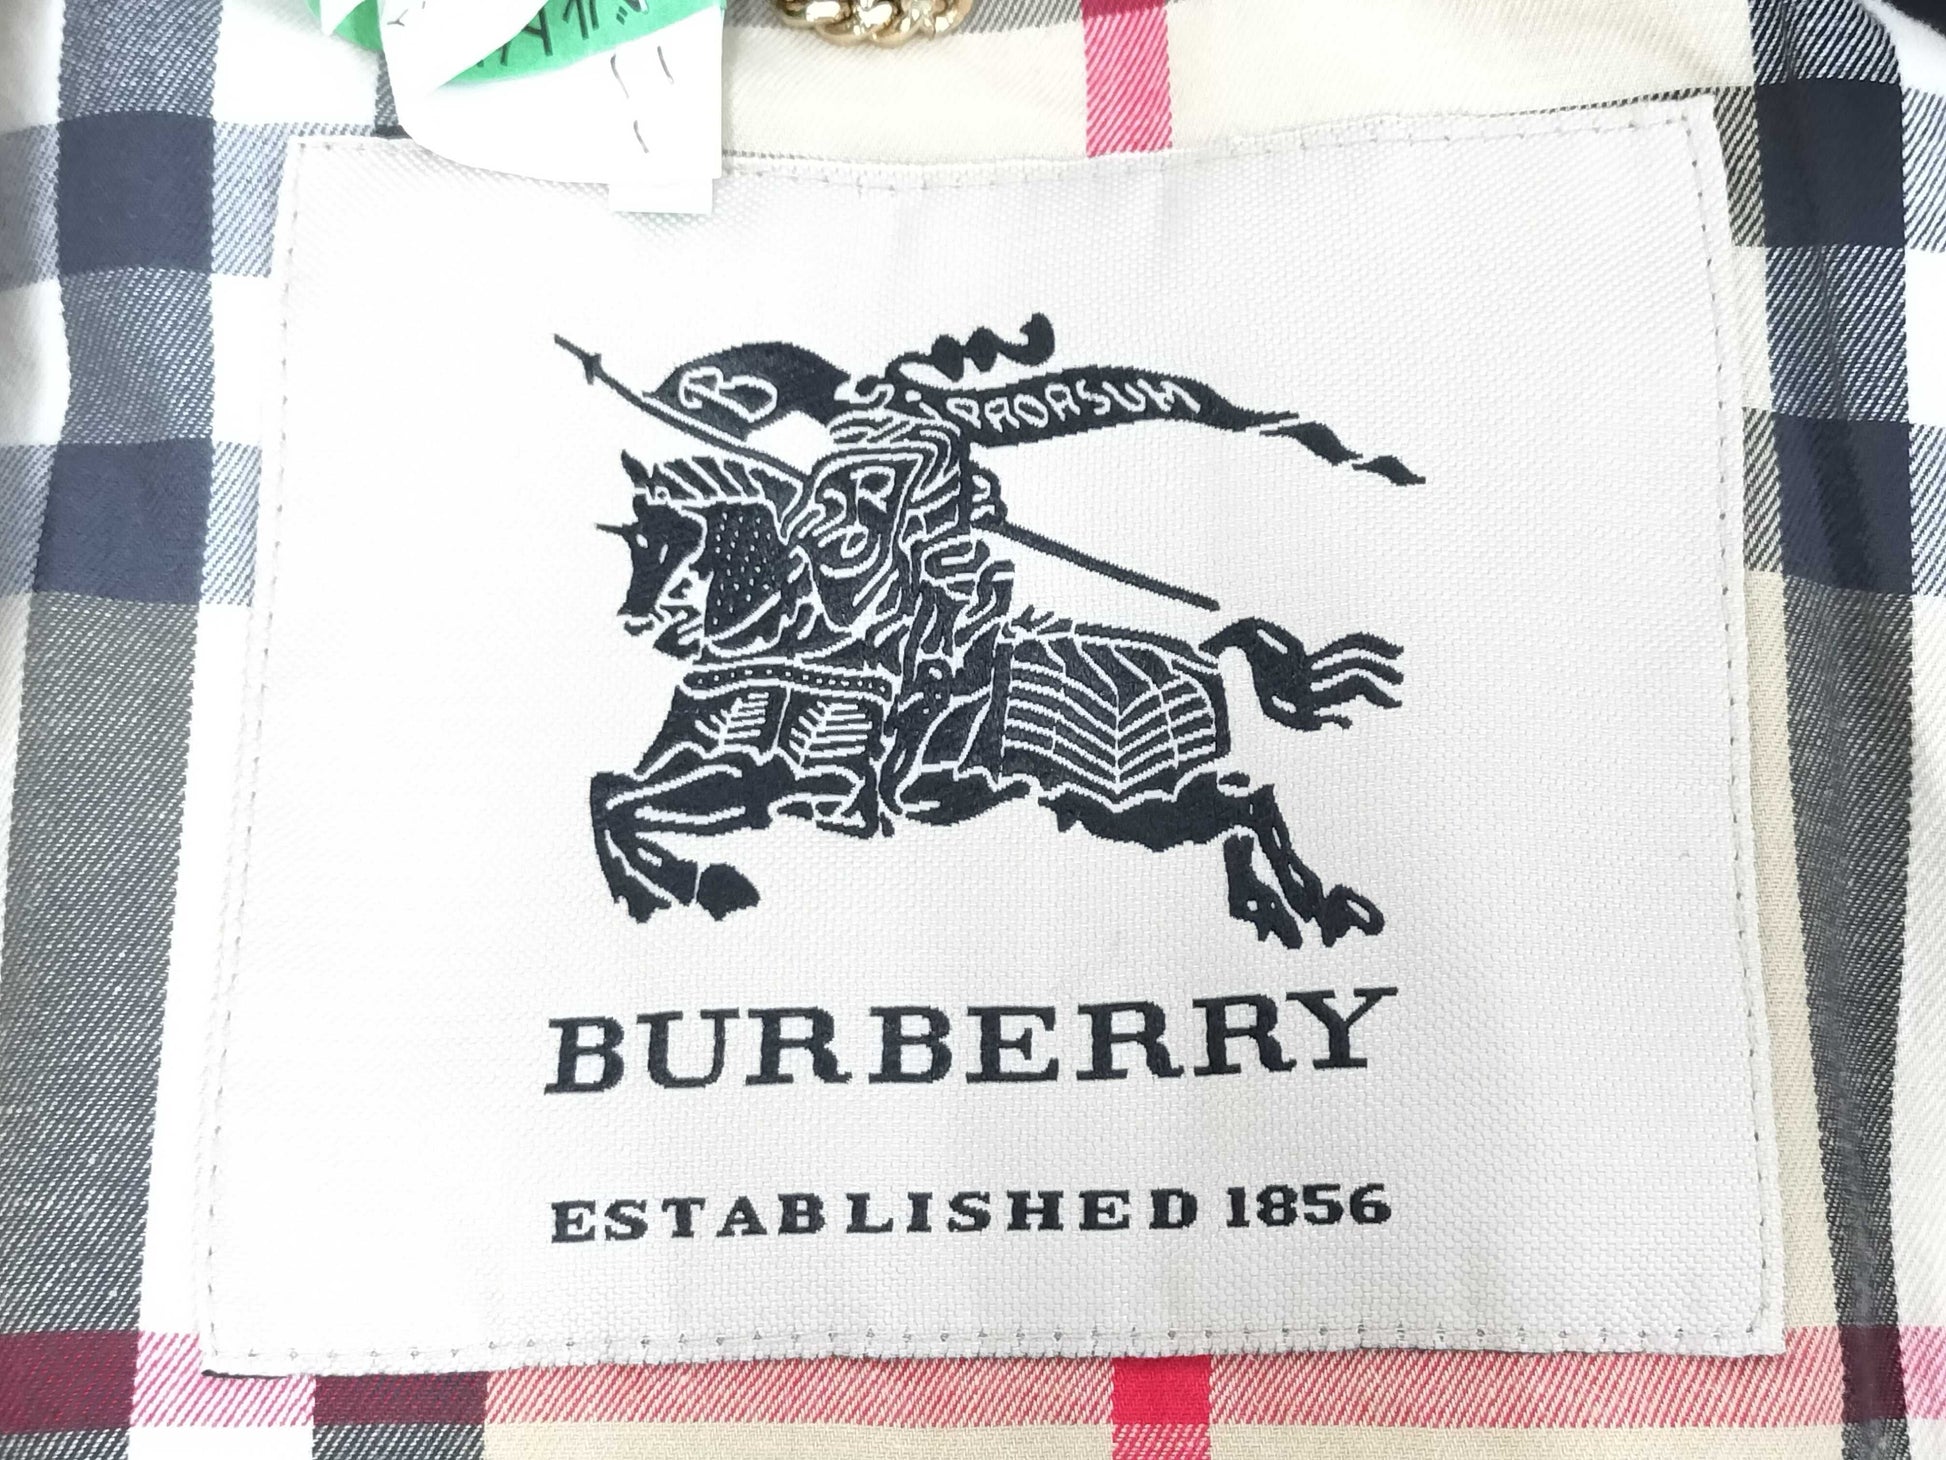 B
PRORSUM
B
BURBERRY
ESTABLISHED 1856